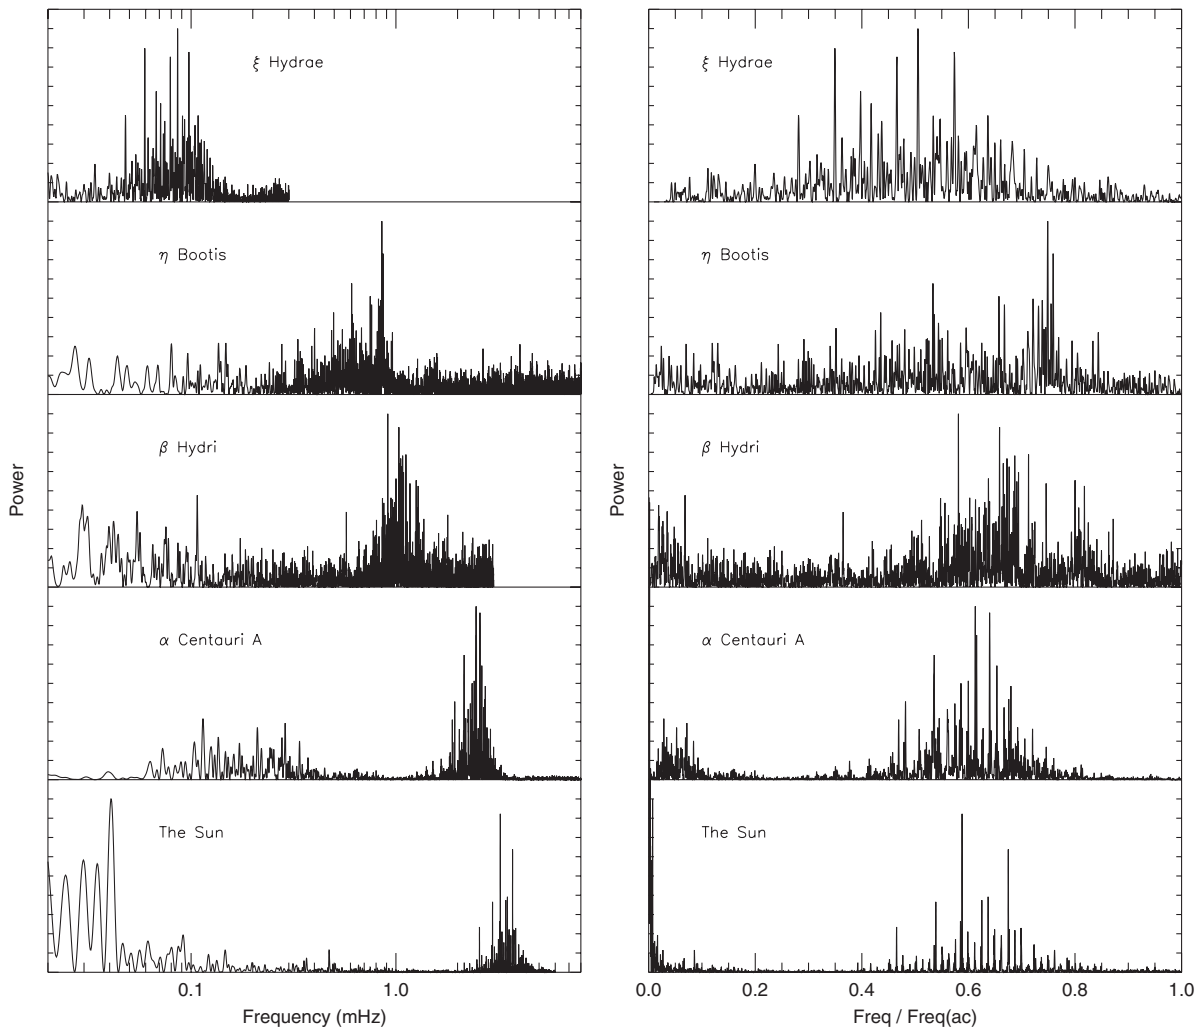 ξ Hydrae
η Bootis
β Hydri
α Centauri A
The Sun
Power
0.1
1.0
Frequency (mHz)
ξ Hydrae
η Bootis
β Hydri
α Centauri A
The Sun
Power
0.0
0.2
0.4
0.6
0.8
1.0
Freq / Freq(ac)